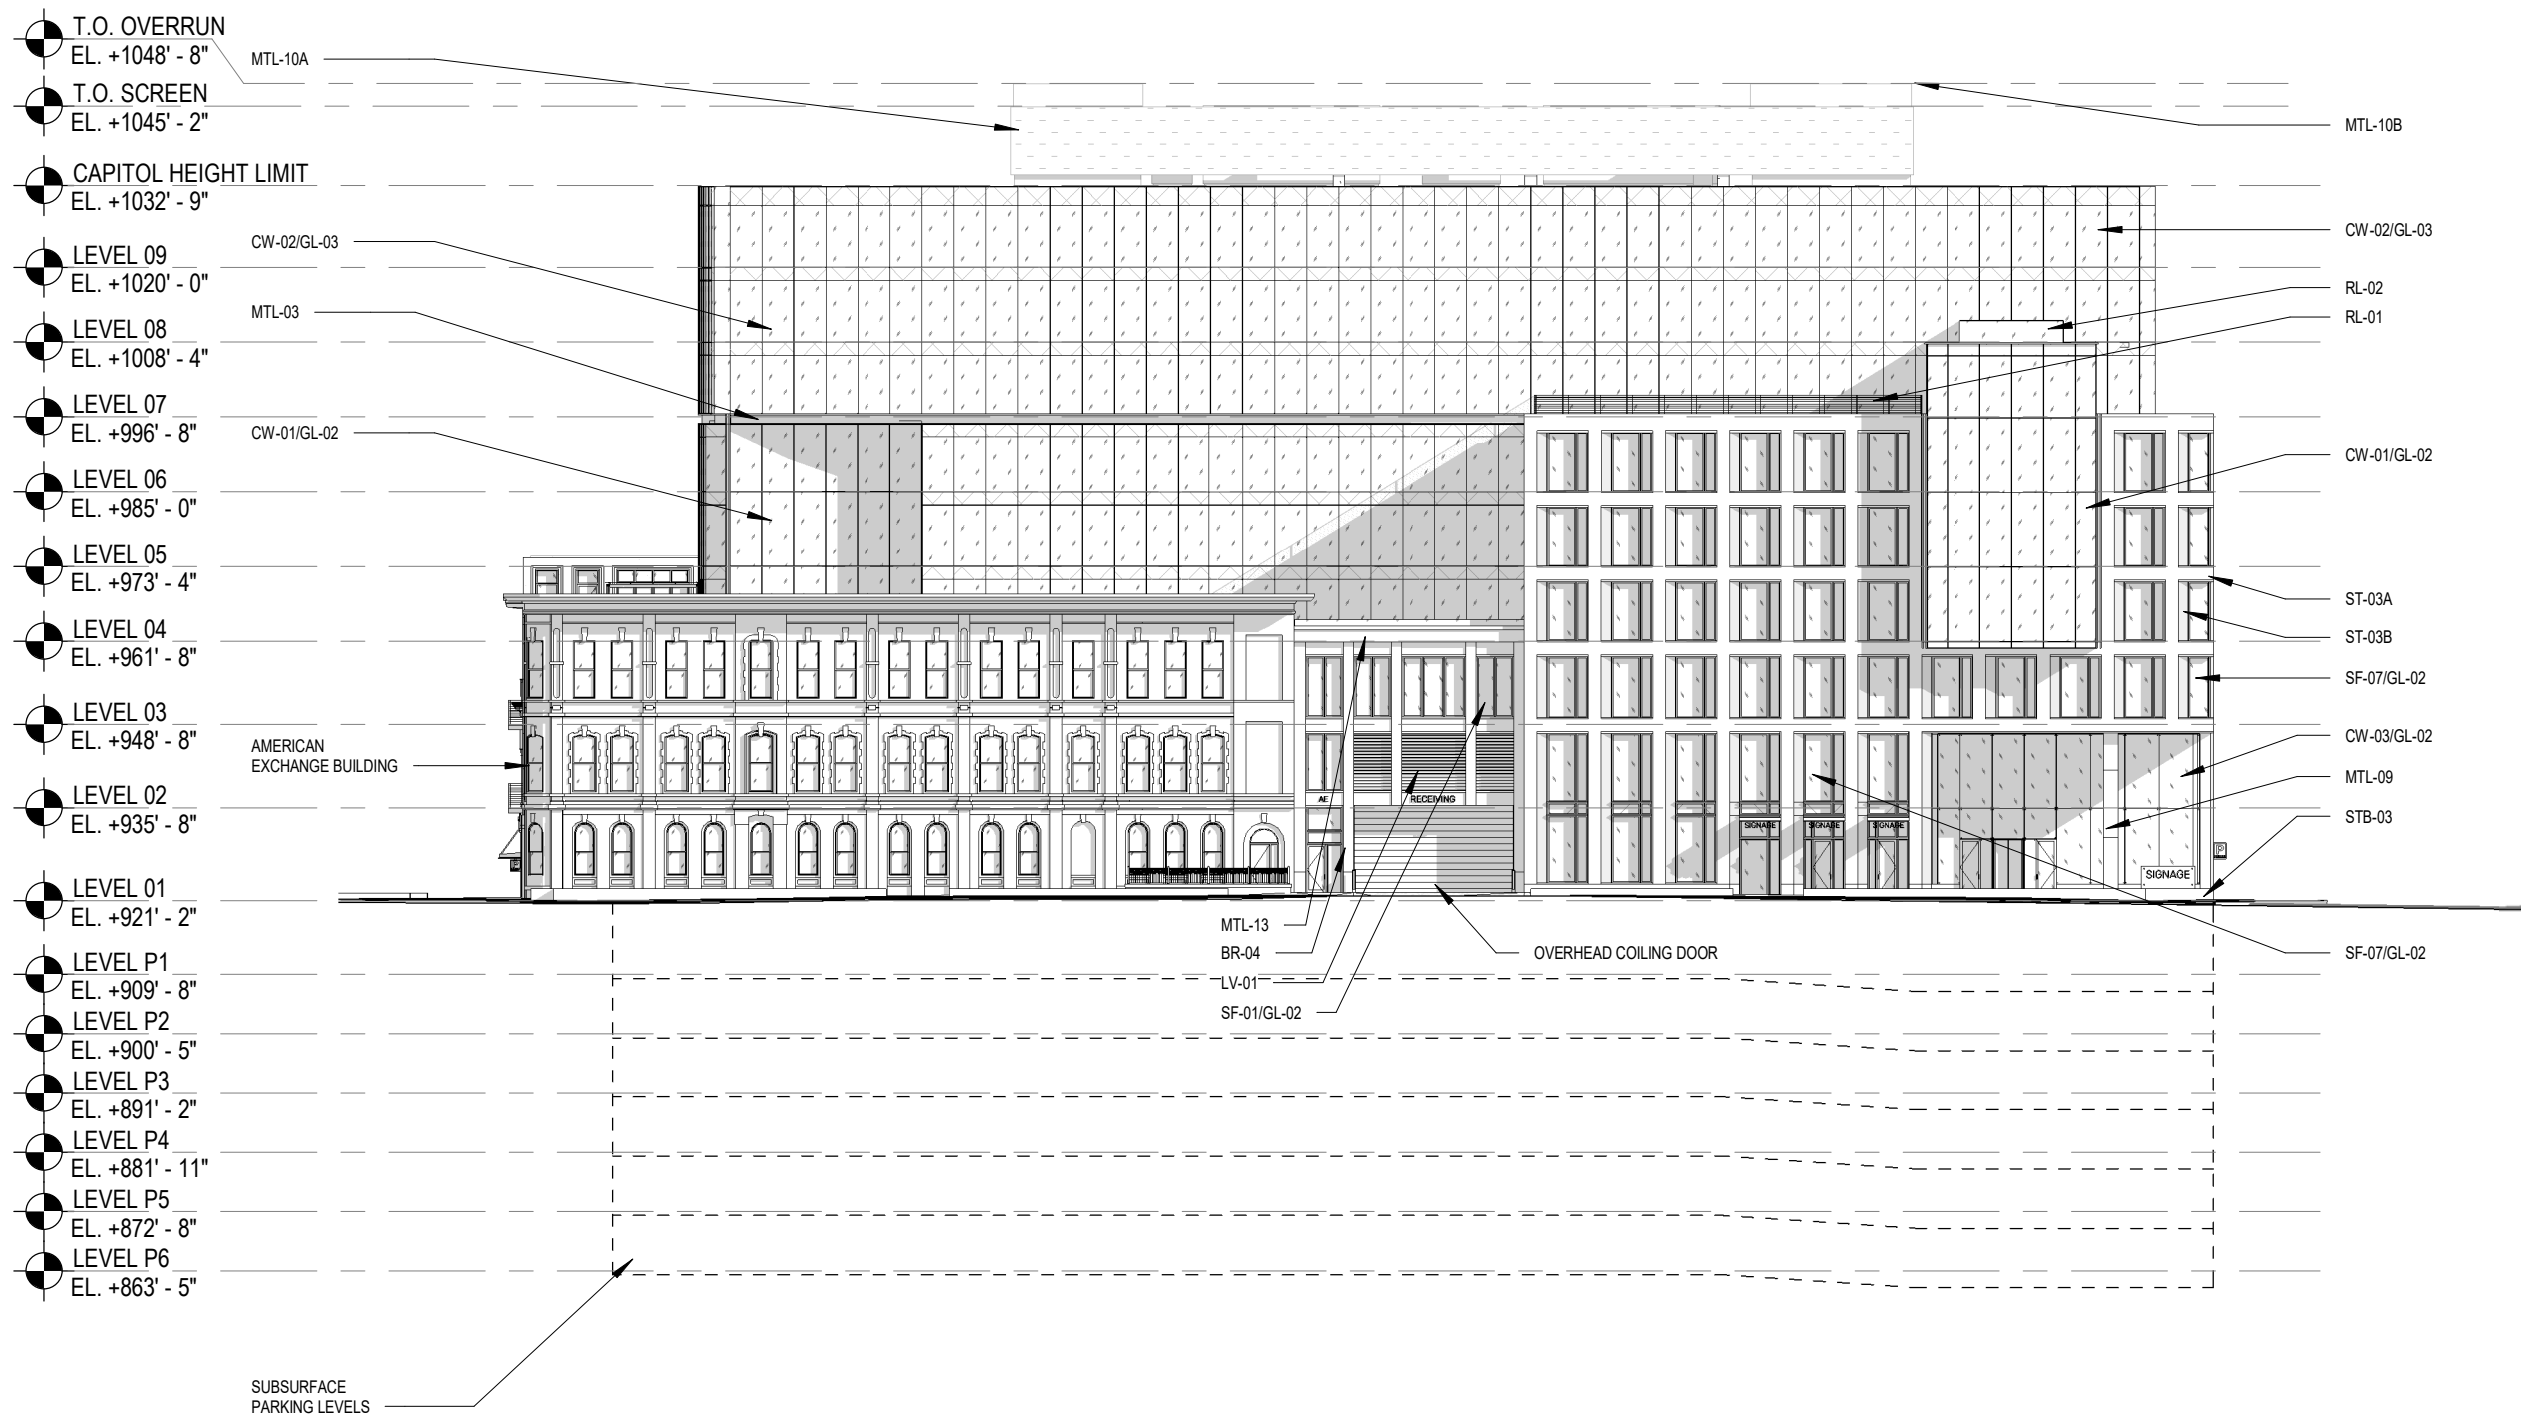 T.O. OVERRUN
EL. +1048' - 8"
MTL-10A
T.O. SCREEN
EL. +1045' - 2"
MTL-10B
CAPITOL HEIGHT LIMIT
EL. +1032' - 9"
CW-02/GL-03
CW-02/GL-03
LEVEL 09
EL. +1020' - 0"
RL-02
MTL-03
RL-01
LEVEL 08
EL. +1008' - 4"
LEVEL 07
EL. +996' - 8"
CW-01/GL-02
CW-01/GL-02
LEVEL 06
EL. +985' - 0"
LEVEL 05
EL. +973' - 4"
ST-03A
LEVEL 04
EL. +961' - 8"
ST-03B
SF-07/GL-02
LEVEL 03
EL. +948' - 8"
CW-03/GL-02
AMERICAN
EXCHANGE BUILDING
MTL-09
LEVEL 02
EL. +935' - 8"
AE
RECEIVING
STB-03
SIGNAGE
SIGNAGE
SIGNAGE
P
P
SIGNAGE
LEVEL 01
EL. +921' - 2"
MTL-13
BR-04
OVERHEAD COILING DOOR
SF-07/GL-02
LEVEL P1
EL. +909' - 8"
LV-01
SF-01/GL-02
LEVEL P2
EL. +900' - 5"
LEVEL P3
EL. +891' - 2"
LEVEL P4
EL. +881' - 11"
LEVEL P5
EL. +872' - 8"
LEVEL P6
EL. +863' - 5"
SUBSURFACE
PARKING LEVELS